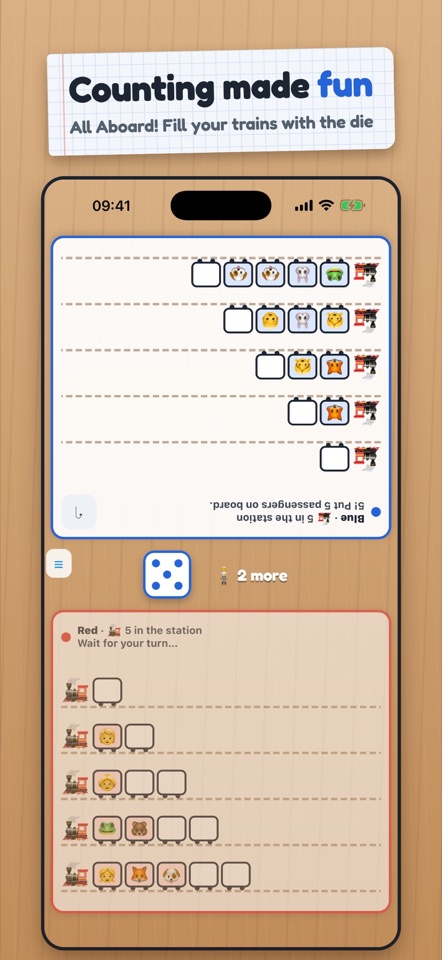 Counting made fun
All Aboard! Fill your trains with the die
09:41
Blue · 🚂 5 in the station
5! Put 5 passengers on board.
2 more
Red · 🚂 5 in the station
Wait for your turn...